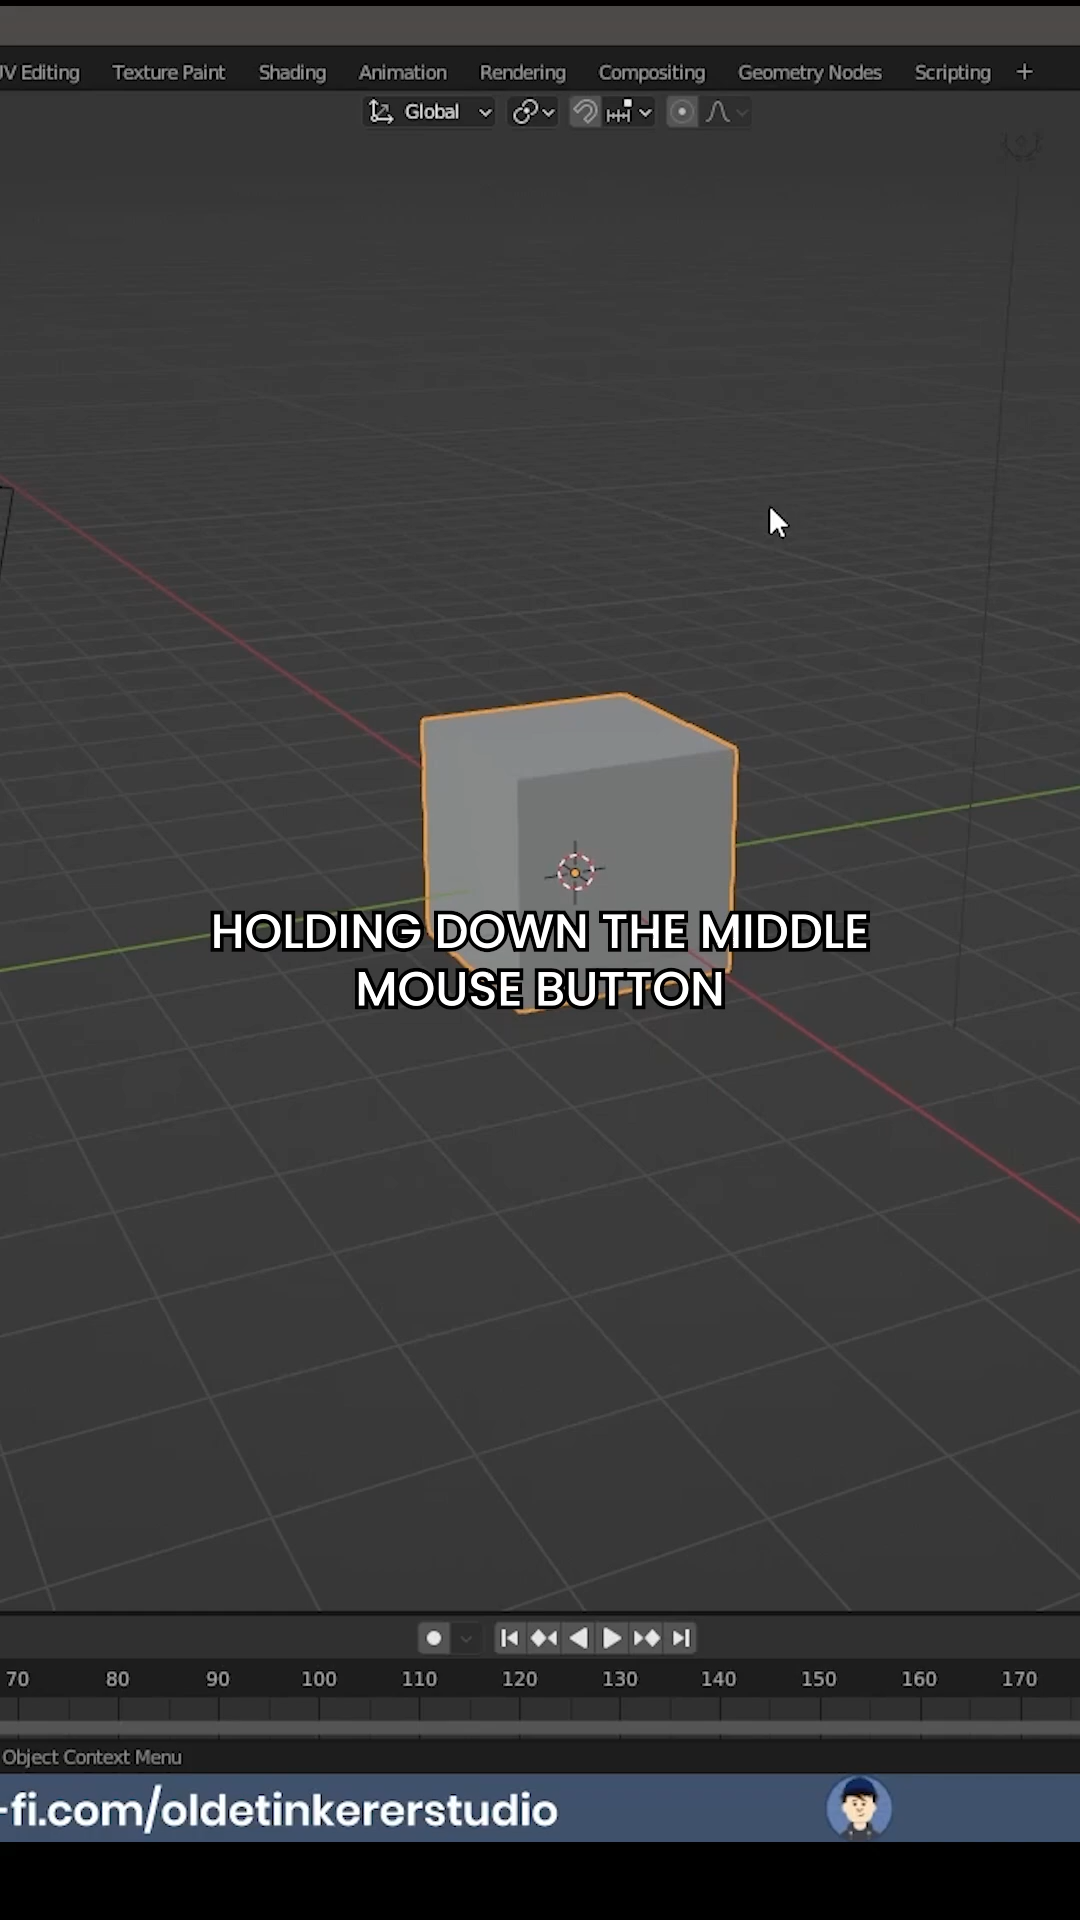 UV Editing Texture Paint Shading Animation Rendering Compositing Geometry Nodes Scripting +
Global
HOLDING DOWN THE MIDDLE
MOUSE BUTTON
70 80 90 100 110 120 130 140 150 160 170
Object Context Menu
-fi.com/oldetinkererstudio